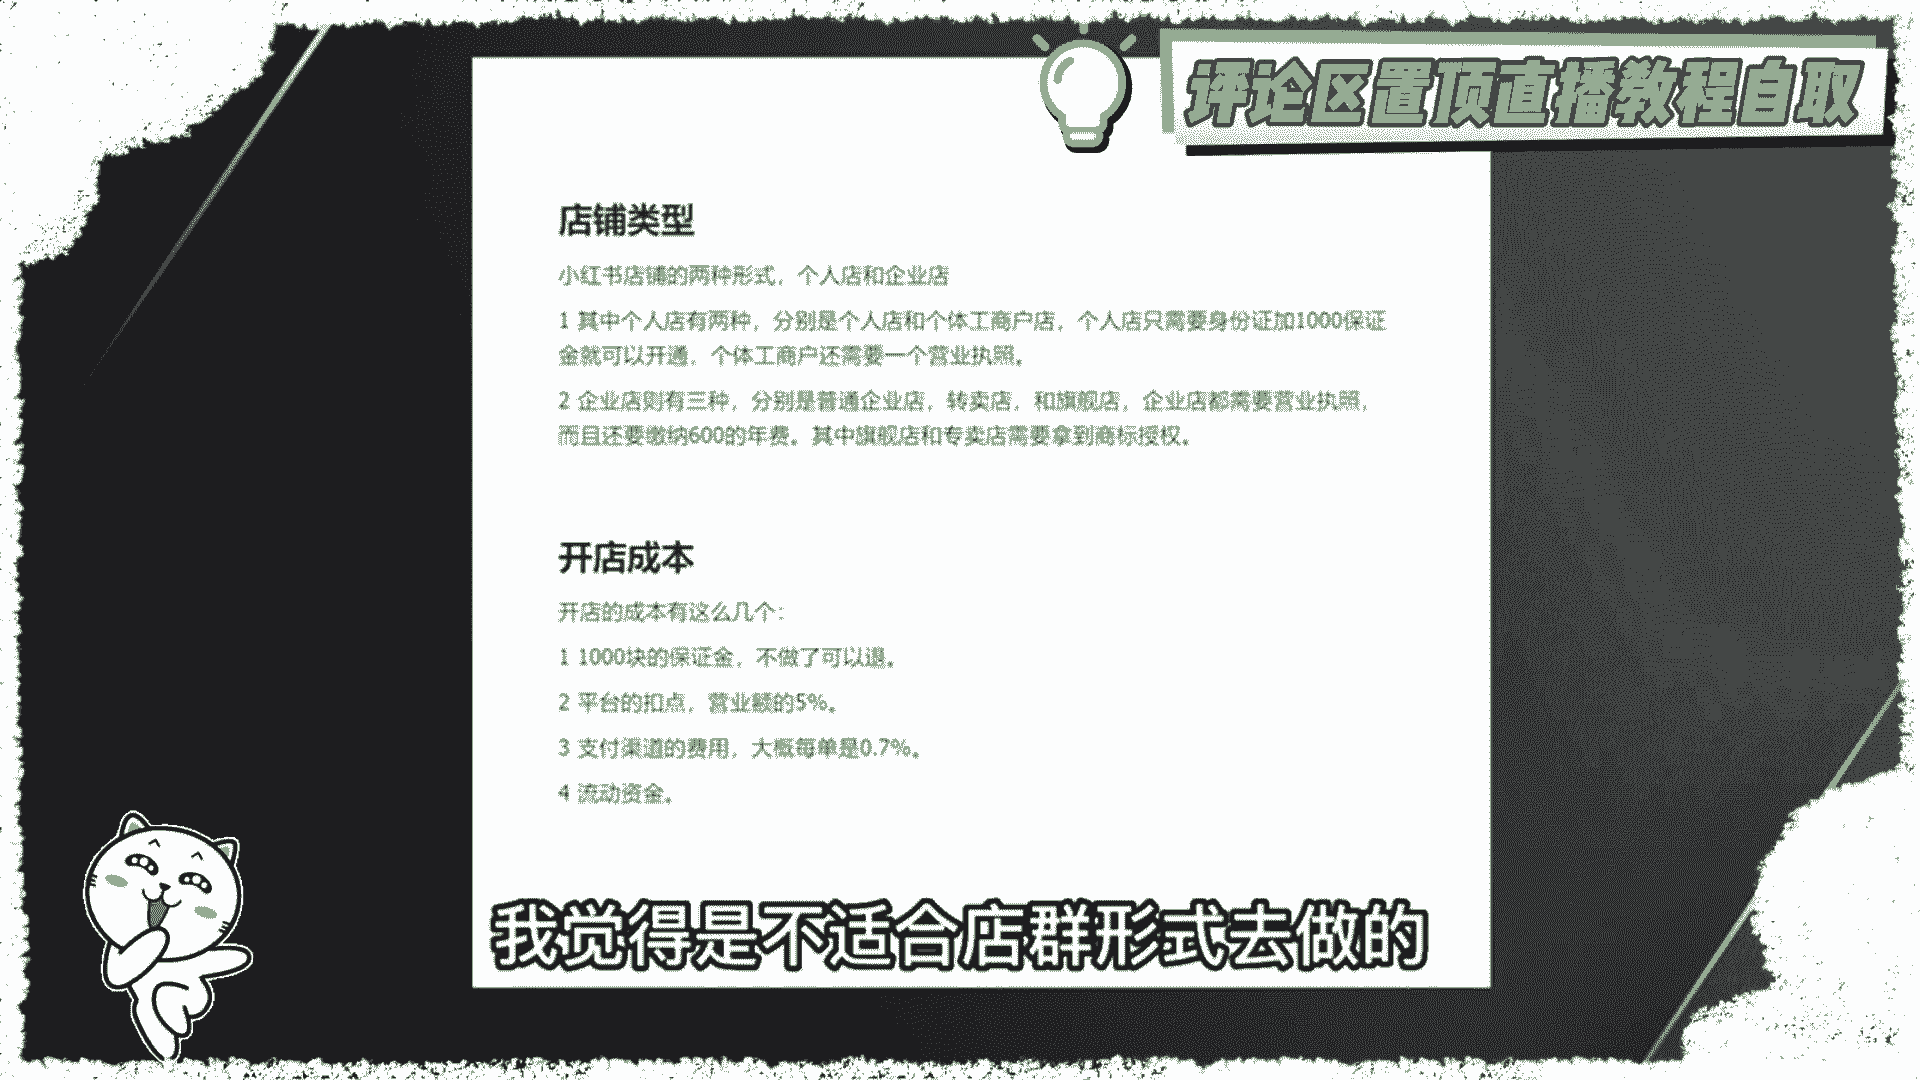 评论区置顶直播教程自取
店铺类型
小红书店铺的两种形式，个人店和企业店
1 其中个人店有两种，分别是个人店和个体工商户店，个人店只需要身份证加1000保证
金就可以开通，个体工商户还需要一个营业执照。
2 企业店则有三种，分别是普通企业店，转卖店，和旗舰店，企业店都需要营业执照，
而且还要缴纳600的年费。其中旗舰店和专卖店需要拿到商标授权。
开店成本
开店的成本有这么几个：
1 1000块的保证金，不做了可以退。
2 平台的扣点，营业额的5%。
3 支付渠道的费用，大概每单是0.7%。
4 流动资金。
我觉得是不适合店群形式去做的